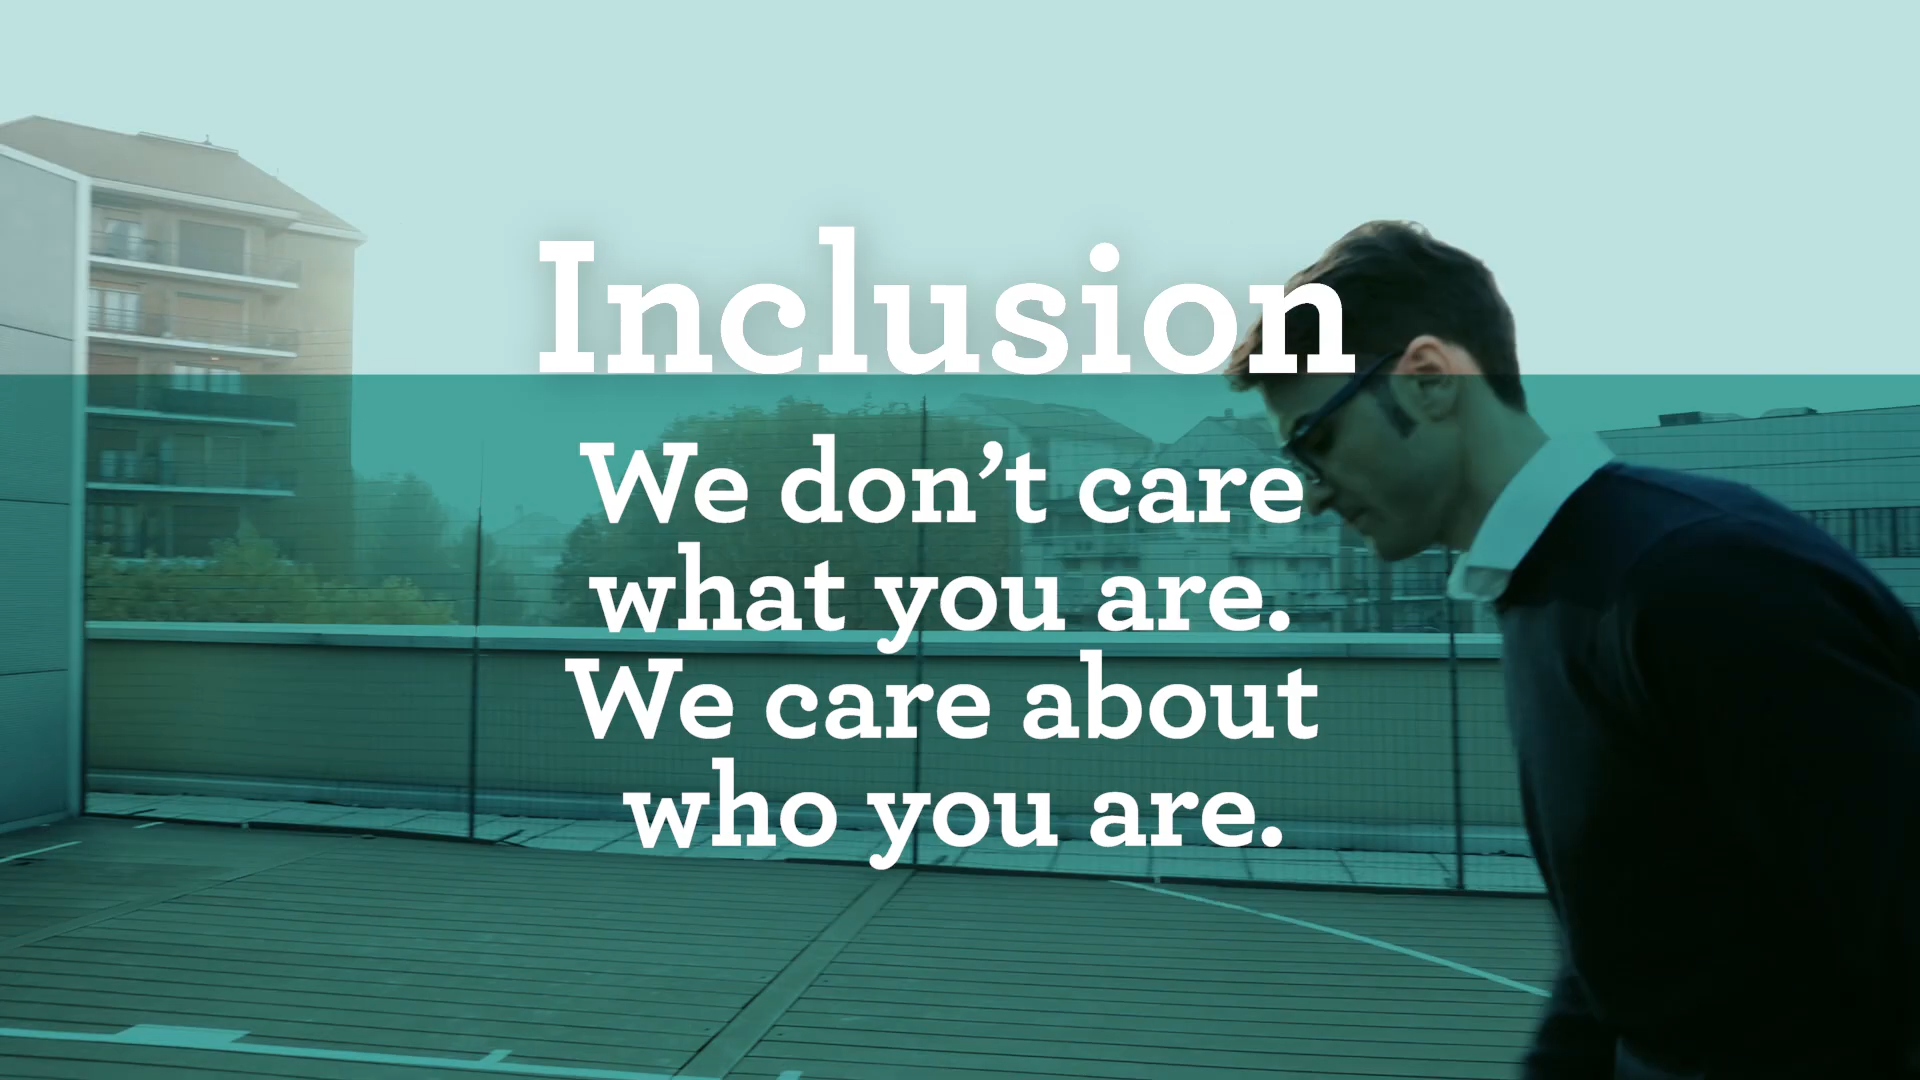 Inclusion
We don’t care
what you are.
We care about
who you are.